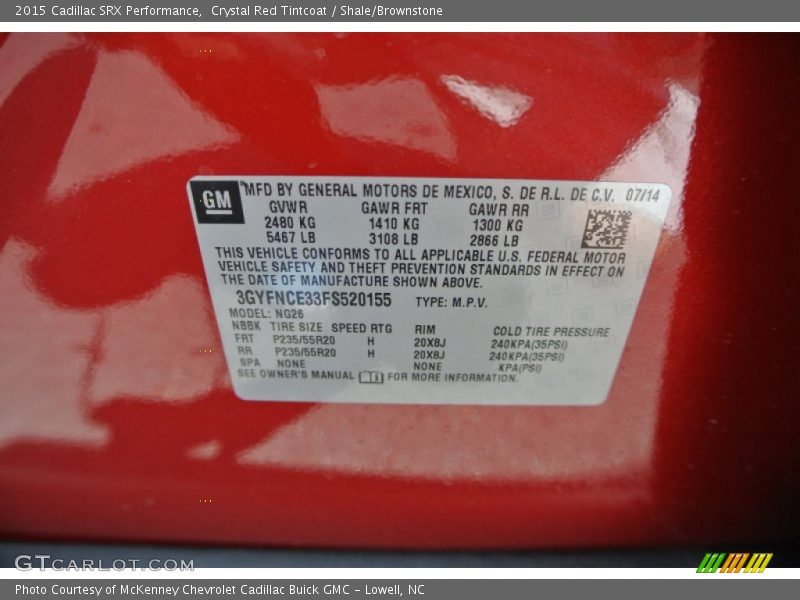 2015 Cadillac SRX Performance,  Crystal Red Tintcoat / Shale/Brownstone
GM
MFD BY GENERAL MOTORS DE MEXICO, S. DE R.L. DE C.V. 07/14
GVWR GAWR FRT GAWR RR
2480 KG 1410 KG 1300 KG
5467 LB 3108 LB 2866 LB
THIS VEHICLE CONFORMS TO ALL APPLICABLE U.S. FEDERAL MOTOR
VEHICLE SAFETY AND THEFT PREVENTION STANDARDS IN EFFECT ON
THE DATE OF MANUFACTURE SHOWN ABOVE.
3GYFNCE33FS520155 TYPE: M.P.V.
MODEL: NG26
NBBK TIRE SIZE SPEED RTG RIM COLD TIRE PRESSURE
FRT P235/55R20 H 20X8J 240KPA(35PSI)
RR P235/55R20 H 20X8J 240KPA(35PSI)
SPA NONE NONE KPA(PSI)
SEE OWNER'S MANUAL FOR MORE INFORMATION.
GTCARLOT.COM
Photo Courtesy of McKenney Chevrolet Cadillac Buick GMC - Lowell, NC